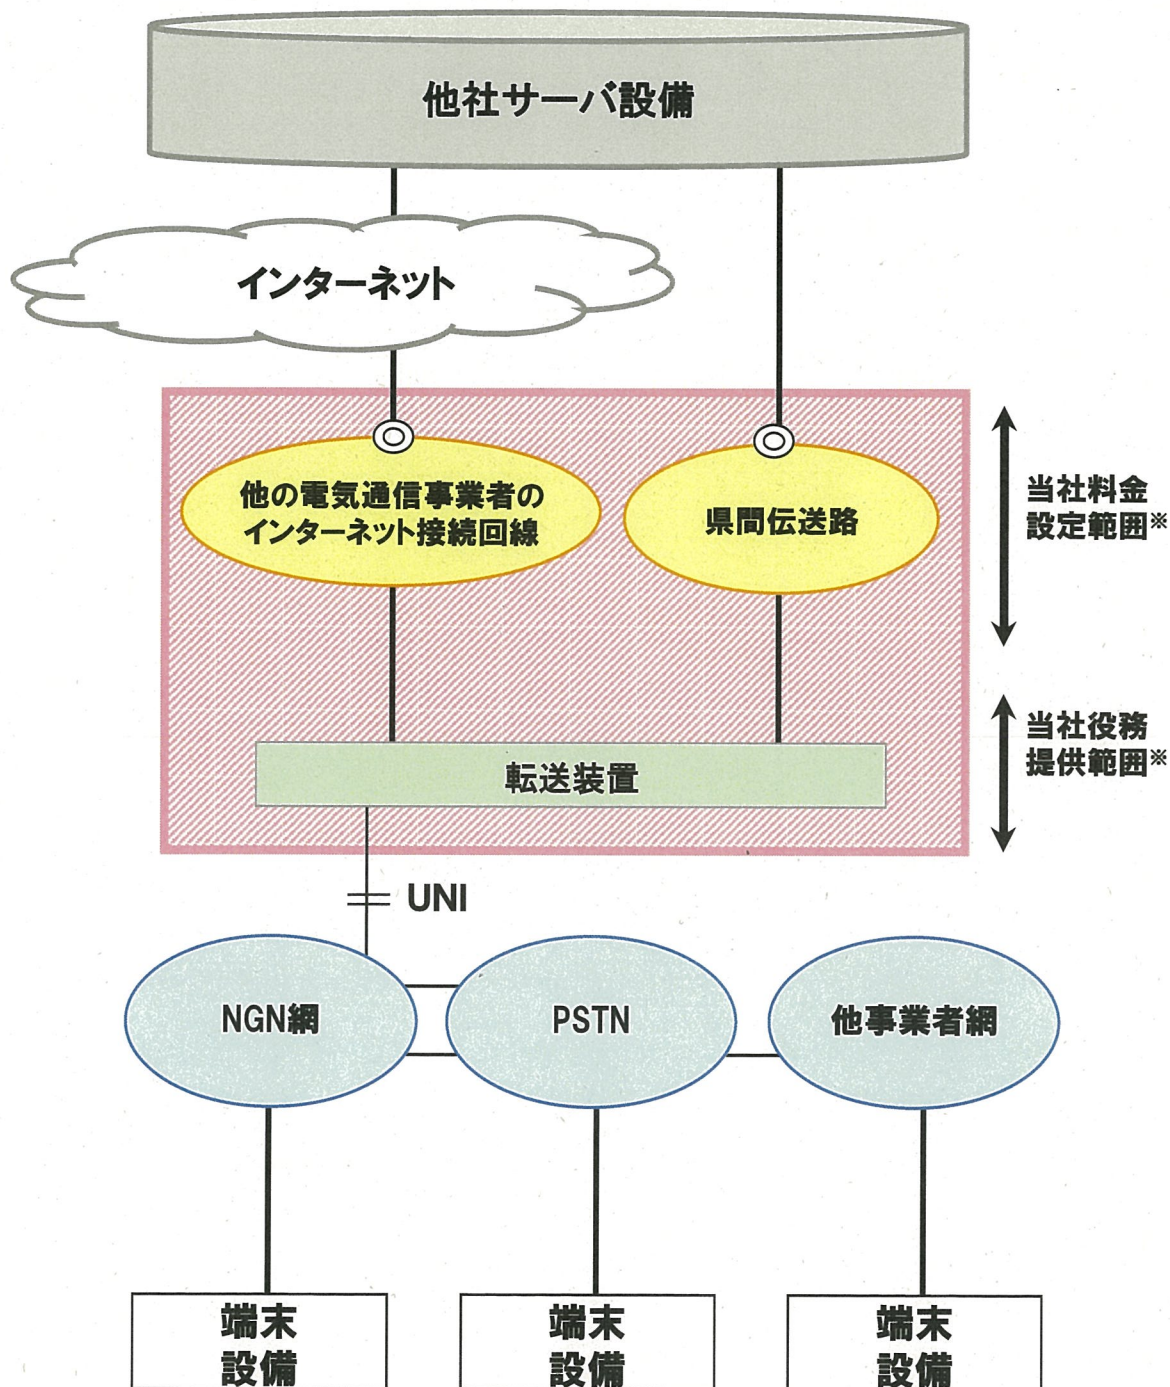 他社サーバ設備
インターネット
他の電気通信事業者の
インターネット接続回線
県間伝送路
当社料金
設定範囲※
当社役務
提供範囲※
転送装置
UNI
NGN網
PSTN
他事業者網
端末
設備
端末
設備
端末
設備